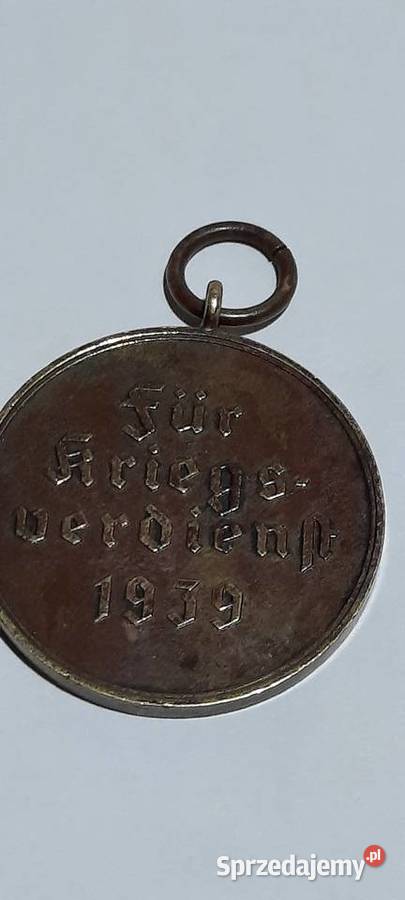 Für
Kriegs-
verdienst
1939
Sprzedajemy.pl